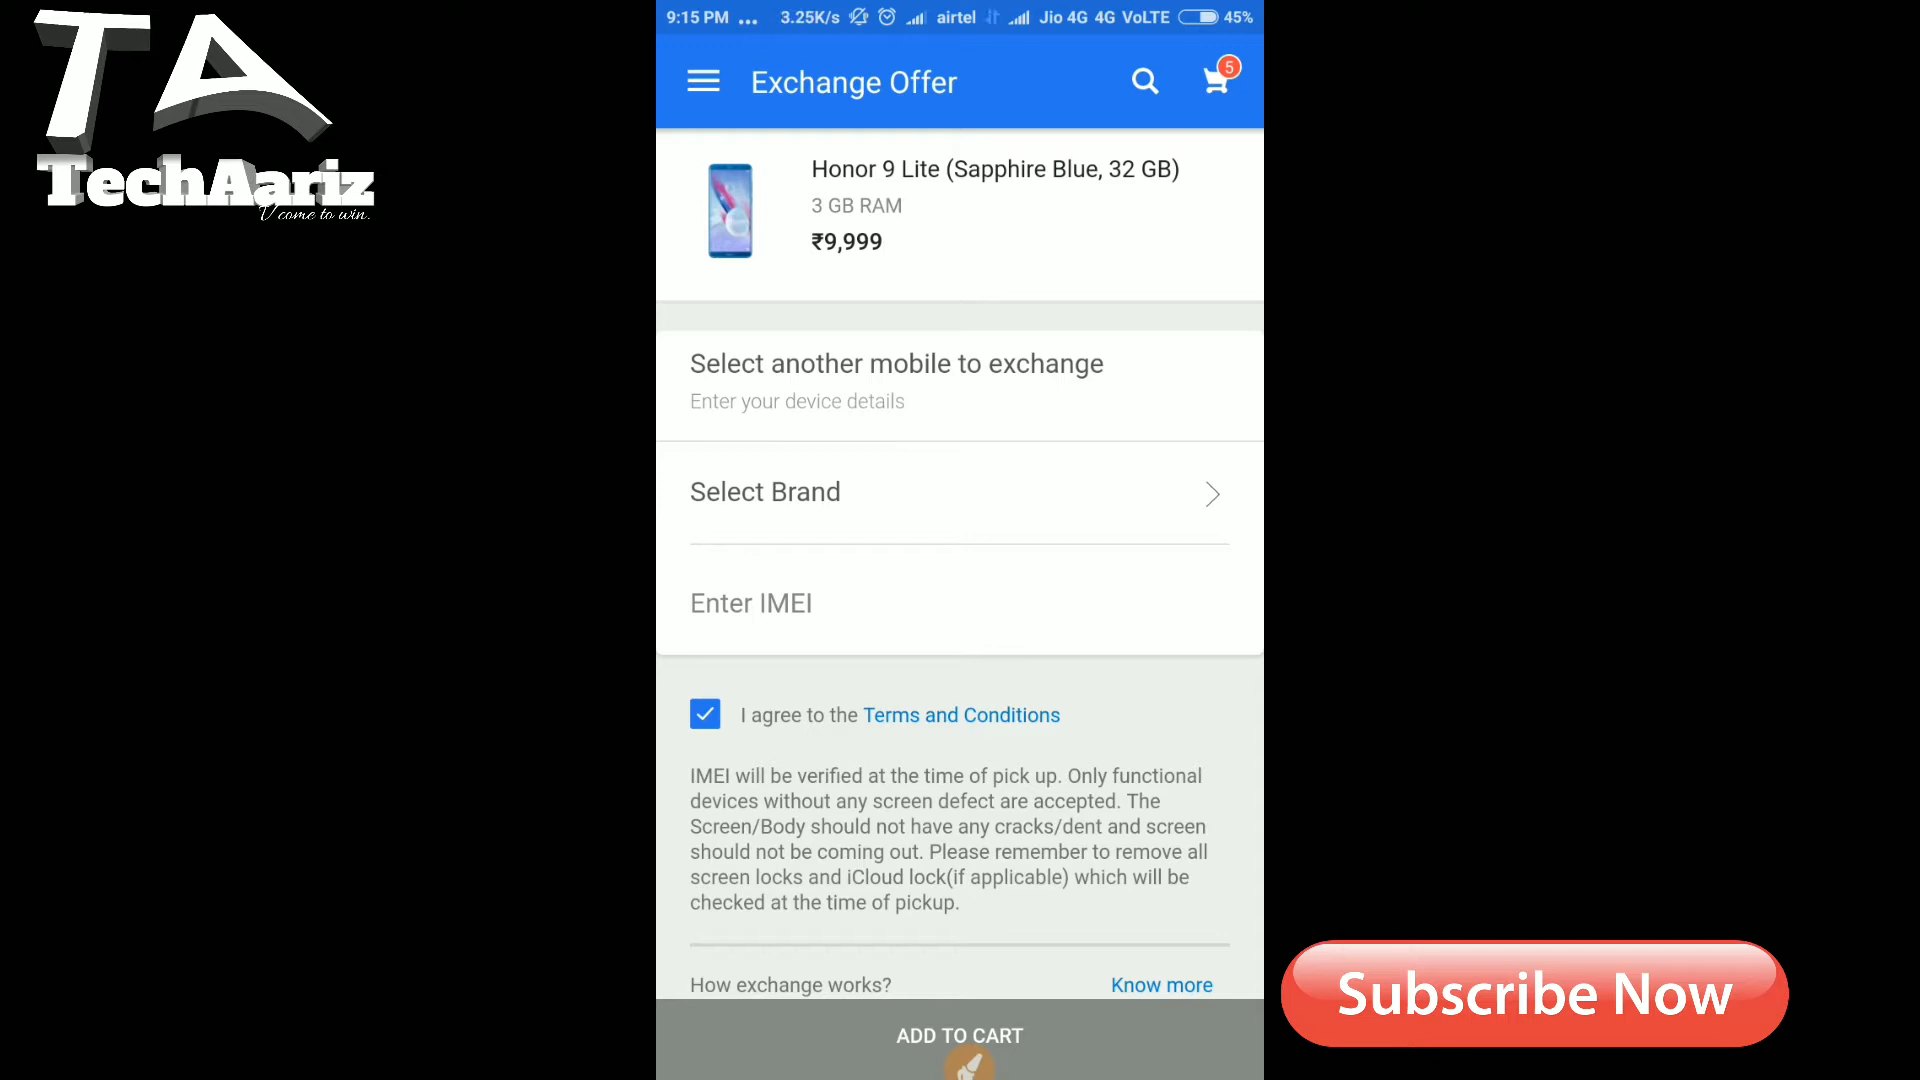 TA
TechAariz
V come to win.
9:15 PM ... 3.25K/s airtel Jio 4G 4G VoLTE 45%
Exchange Offer
5
Honor 9 Lite (Sapphire Blue, 32 GB)
3 GB RAM
₹9,999
Select another mobile to exchange
Enter your device details
Select Brand
Enter IMEI
I agree to the Terms and Conditions
IMEI will be verified at the time of pick up. Only functional
devices without any screen defect are accepted. The
Screen/Body should not have any cracks/dent and screen
should not be coming out. Please remember to remove all
screen locks and iCloud lock(if applicable) which will be
checked at the time of pickup.
How exchange works? Know more
ADD TO CART
Subscribe Now